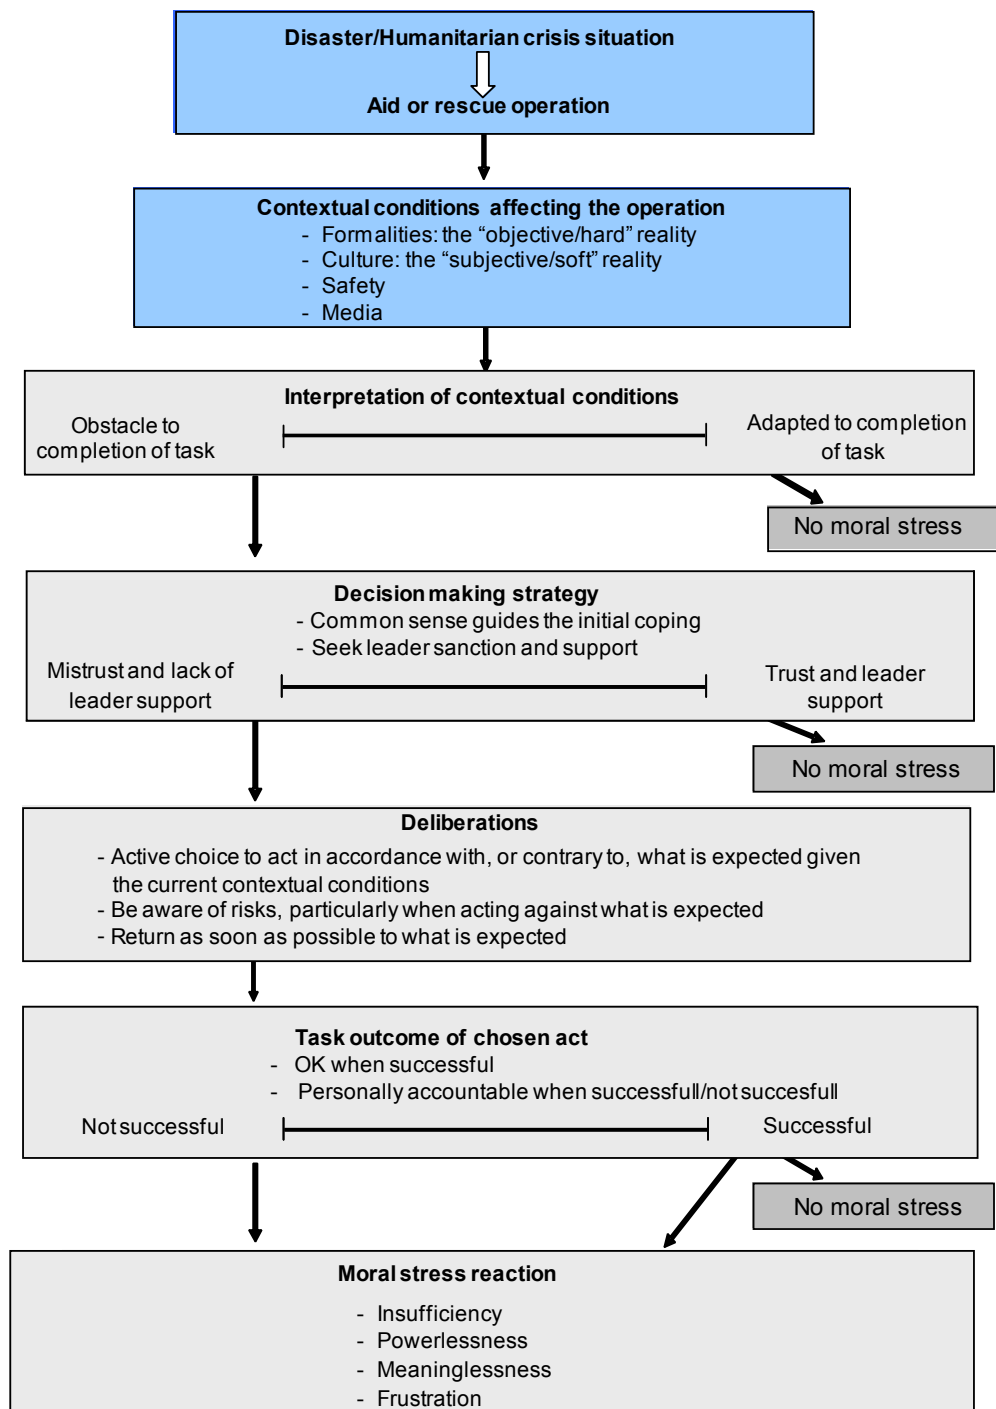 Disaster/Humanitarian crisis situation
Aid or rescue operation
Contextual conditions affecting the operation
- Formalities: the “objective/hard” reality
- Culture: the “subjective/soft” reality
- Safety
- Media
Interpretation of contextual conditions
Obstacle to
completion of task
Adapted to completion
of task
No moral stress
Decision making strategy
- Common sense guides the initial coping
- Seek leader sanction and support
Mistrust and lack of
leader support
Trust and leader
support
No moral stress
Deliberations
- Active choice to act in accordance with, or contrary to, what is expected given
the current contextual conditions
- Be aware of risks, particularly when acting against what is expected
- Return as soon as possible to what is expected
Task outcome of chosen act
- OK when successful
- Personally accountable when successfull/not succesfull
Not successful
Successful
No moral stress
Moral stress reaction
- Insufficiency
- Powerlessness
- Meaninglessness
- Frustration